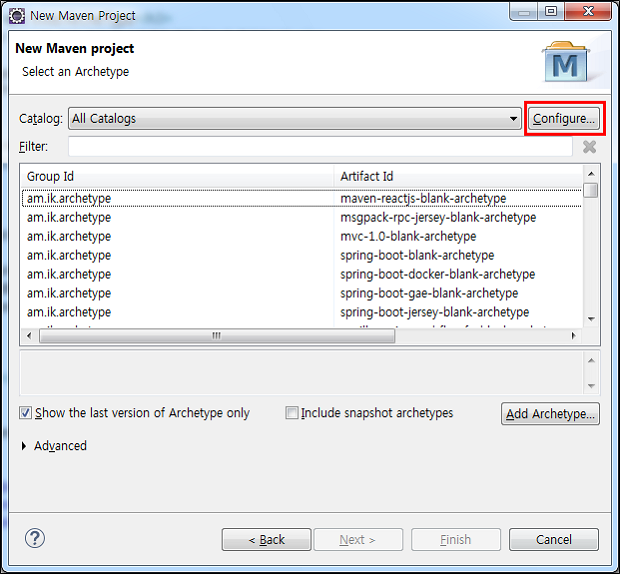 New Maven Project
New Maven project
Select an Archetype
M
Catalog: All Catalogs Configure...
Filter:
Group Id Artifact Id
am.ik.archetype maven-reactjs-blank-archetype
am.ik.archetype msgpack-rpc-jersey-blank-archetype
am.ik.archetype mvc-1.0-blank-archetype
am.ik.archetype spring-boot-blank-archetype
am.ik.archetype spring-boot-docker-blank-archetype
am.ik.archetype spring-boot-gae-blank-archetype
am.ik.archetype spring-boot-jersey-blank-archetype
Show the last version of Archetype only Include snapshot archetypes Add Archetype...
Advanced
? < Back Next > Finish Cancel